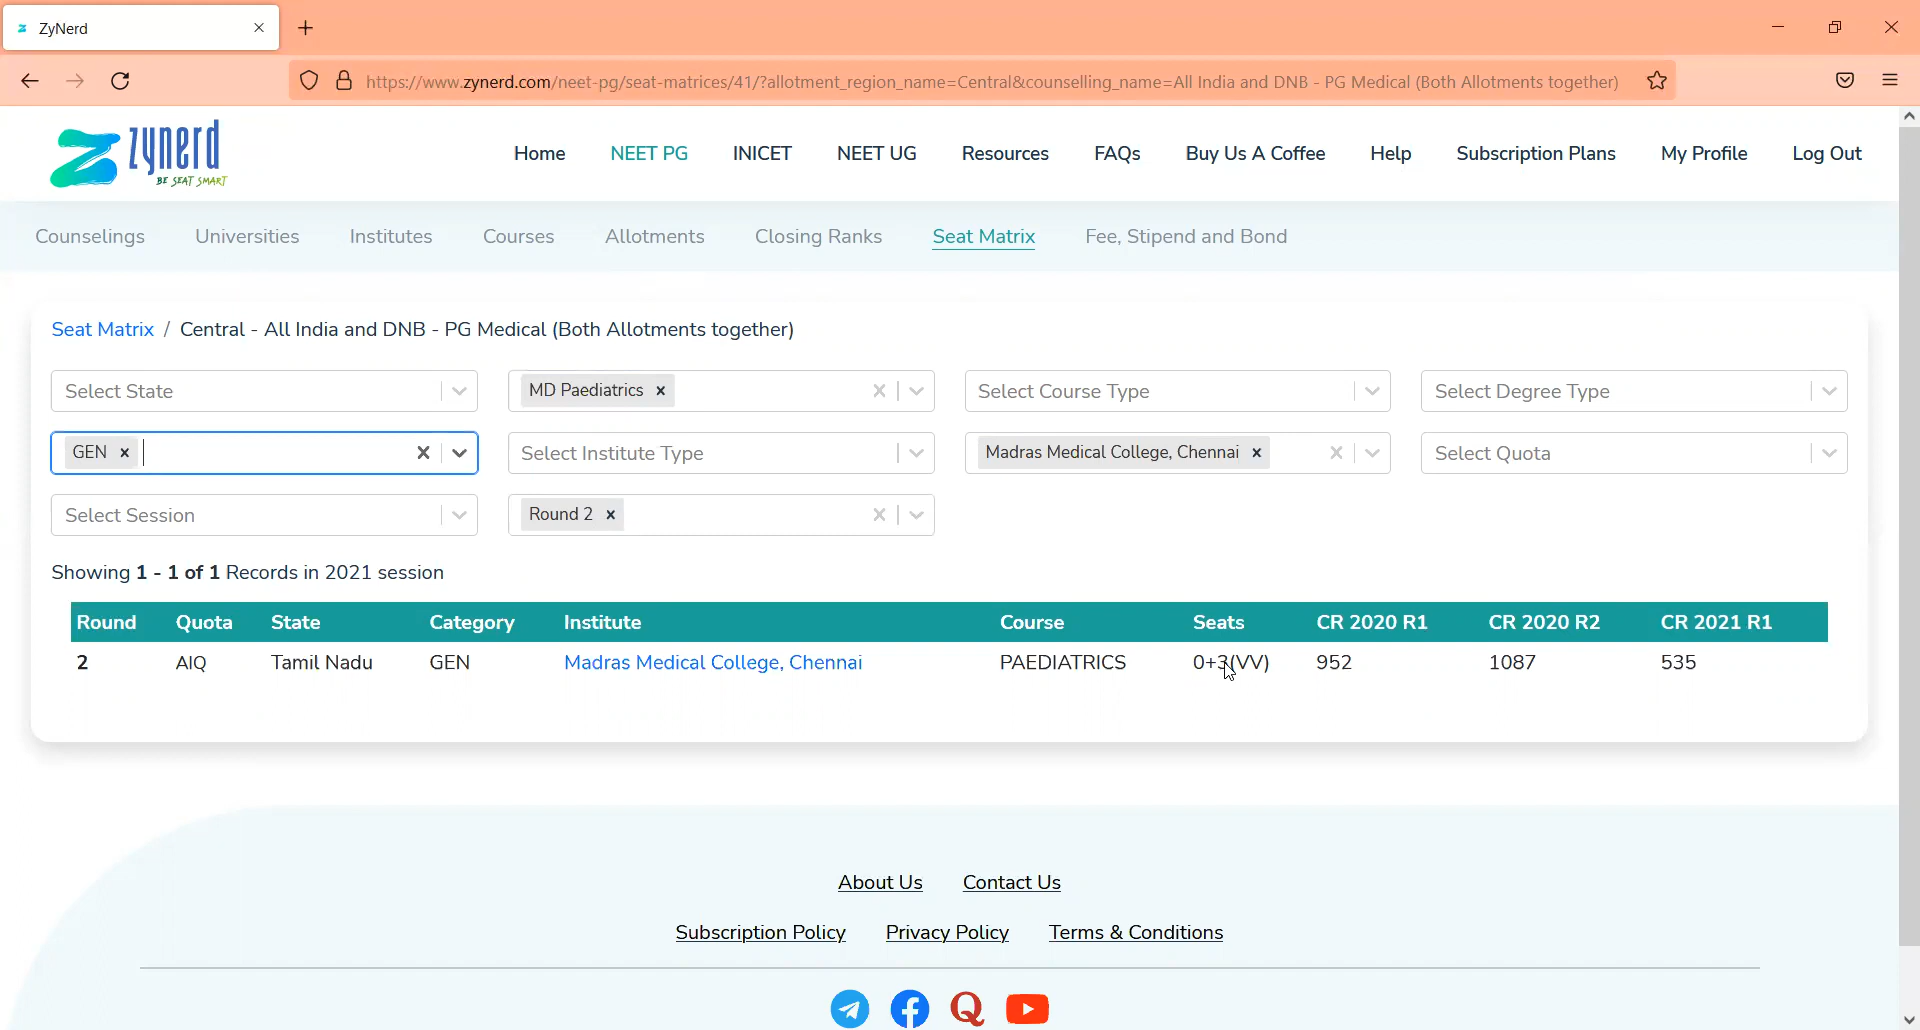 ZyNerd
https://www.zynerd.com/neet-pg/seat-matrices/41/?allotment_region_name=Central&counselling_name=All India and DNB - PG Medical (Both Allotments together)
zynerd
BE SEAT SMART
Home NEET PG INICET NEET UG Resources FAQs Buy Us A Coffee Help Subscription Plans My Profile Log Out
Counselings Universities Institutes Courses Allotments Closing Ranks Seat Matrix Fee, Stipend and Bond
Seat Matrix / Central - All India and DNB - PG Medical (Both Allotments together)
Select State MD Paediatrics Select Course Type Select Degree Type
GEN Select Institute Type Madras Medical College, Chennai Select Quota
Select Session Round 2
Showing 1 - 1 of 1 Records in 2021 session
Round Quota State Category Institute Course Seats CR 2020 R1 CR 2020 R2 CR 2021 R1
2 AIQ Tamil Nadu GEN Madras Medical College, Chennai PAEDIATRICS 0+3(VV) 952 1087 535
About Us Contact Us
Subscription Policy Privacy Policy Terms & Conditions